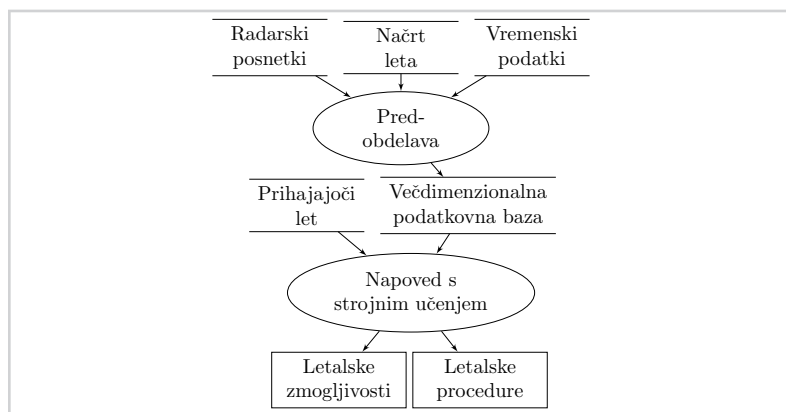 Radarski
posnetki
Načrt
leta
Vremenski
podatki
Pred-
obdelava
Prihajajoči
let
Večdimenzionalna
podatkovna baza
Napoved s
strojnim učenjem
Letalske
zmogljivosti
Letalske
procedure